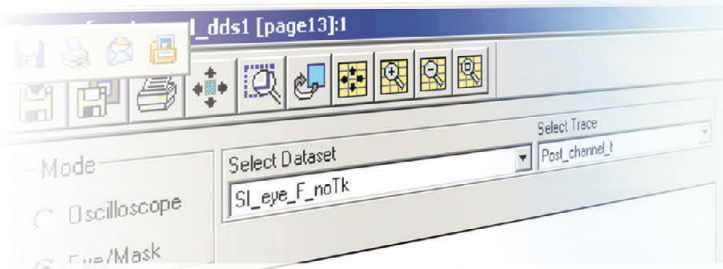 l_dds1 [page13]:1
Mode
Select Dataset
Select Trace
Oscilloscope
SI_eye_F_noTk
Post_channel_t
Eye/Mask